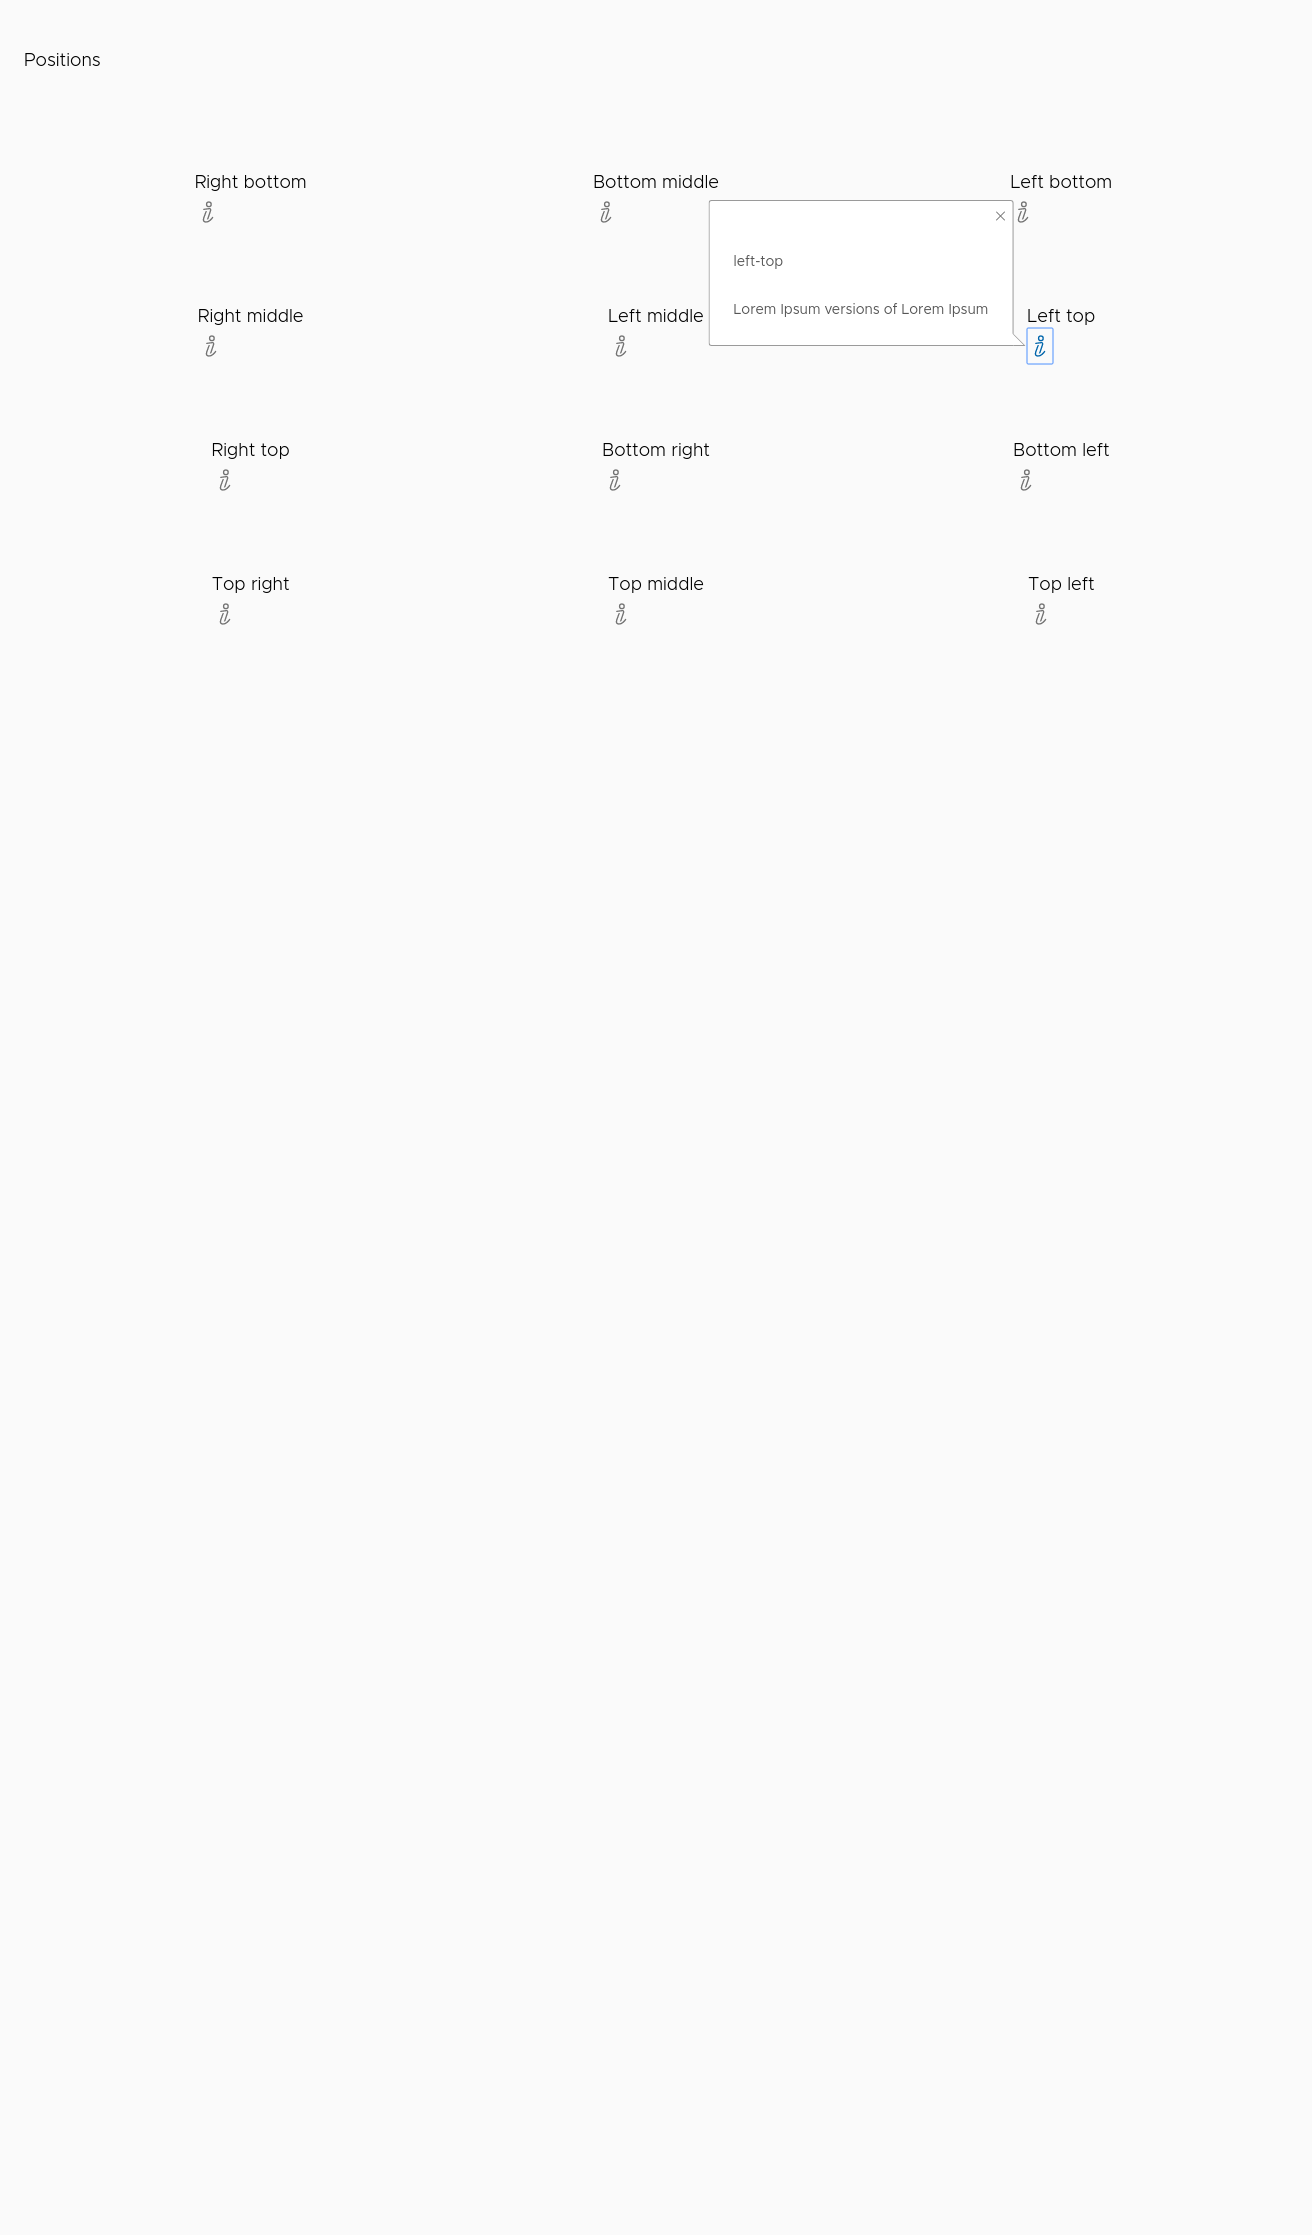 Positions
Right bottom
Bottom middle
Left bottom
left-top
Lorem Ipsum versions of Lorem Ipsum
Right middle
Left middle
Left top
Right top
Bottom right
Bottom left
Top right
Top middle
Top left